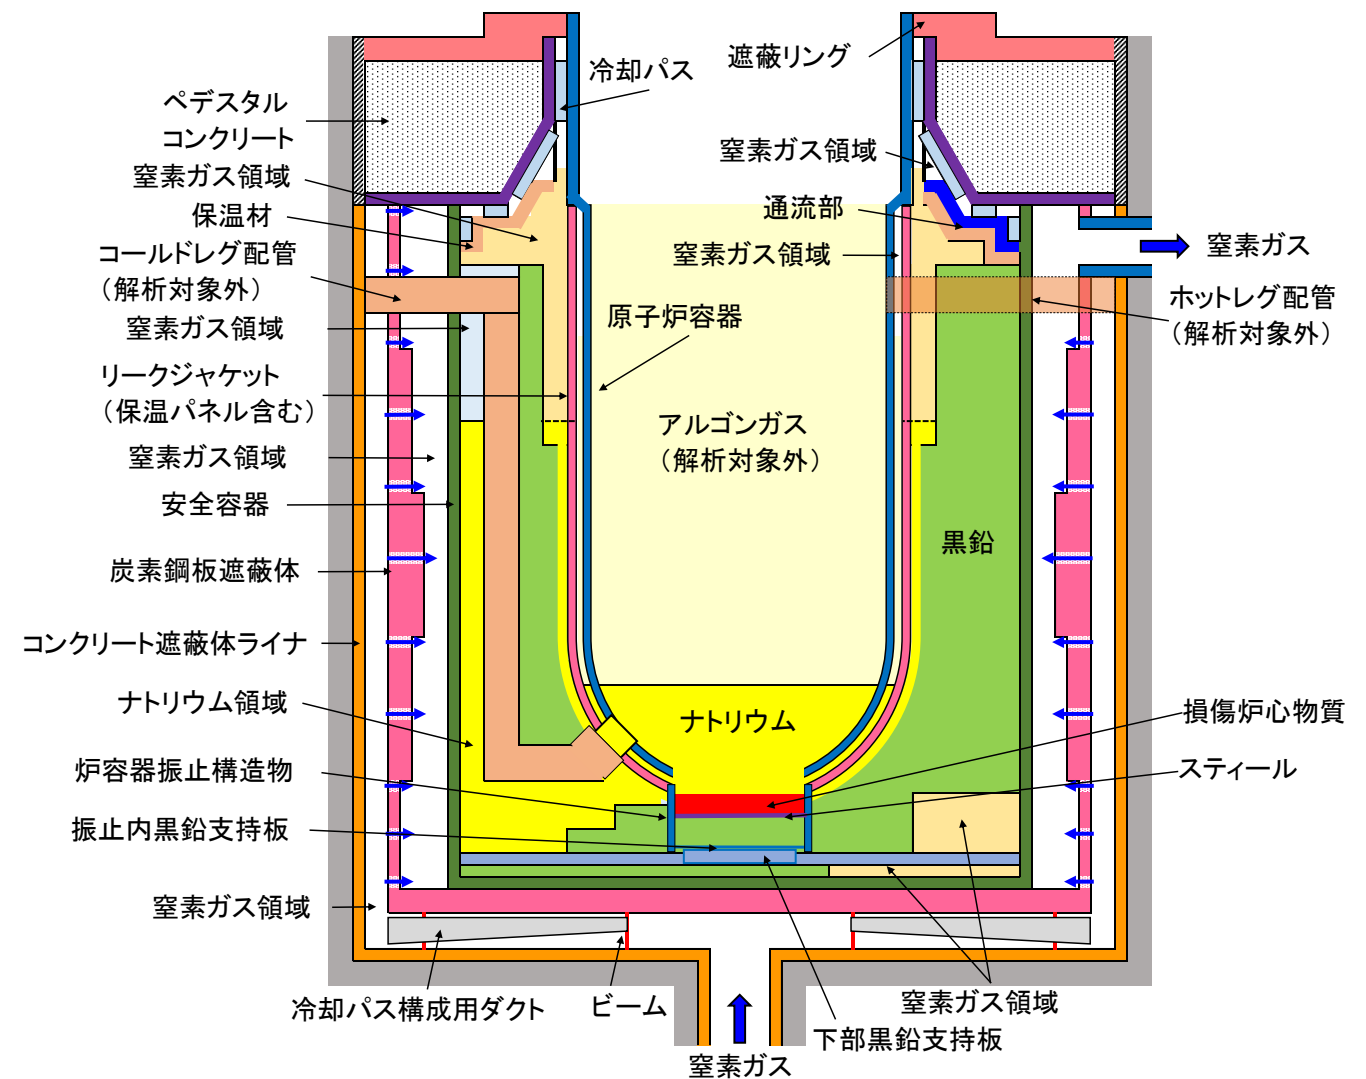 遮蔽リング
冷却パス
ペデスタル
コンクリート
窒素ガス領域
窒素ガス領域
保温材
通流部
コールドレグ配管
（解析対象外）
窒素ガス領域
窒素ガス
ホットレグ配管
（解析対象外）
窒素ガス領域
原子炉容器
リークジャケット
（保温パネル含む）
アルゴンガス
（解析対象外）
窒素ガス領域
安全容器
黒鉛
炭素鋼板遮蔽体
コンクリート遮蔽体ライナ
ナトリウム領域
ナトリウム
損傷炉心物質
炉容器振止構造物
スティール
振止内黒鉛支持板
窒素ガス領域
冷却パス構成用ダクト
ビーム
窒素ガス領域
下部黒鉛支持板
窒素ガス